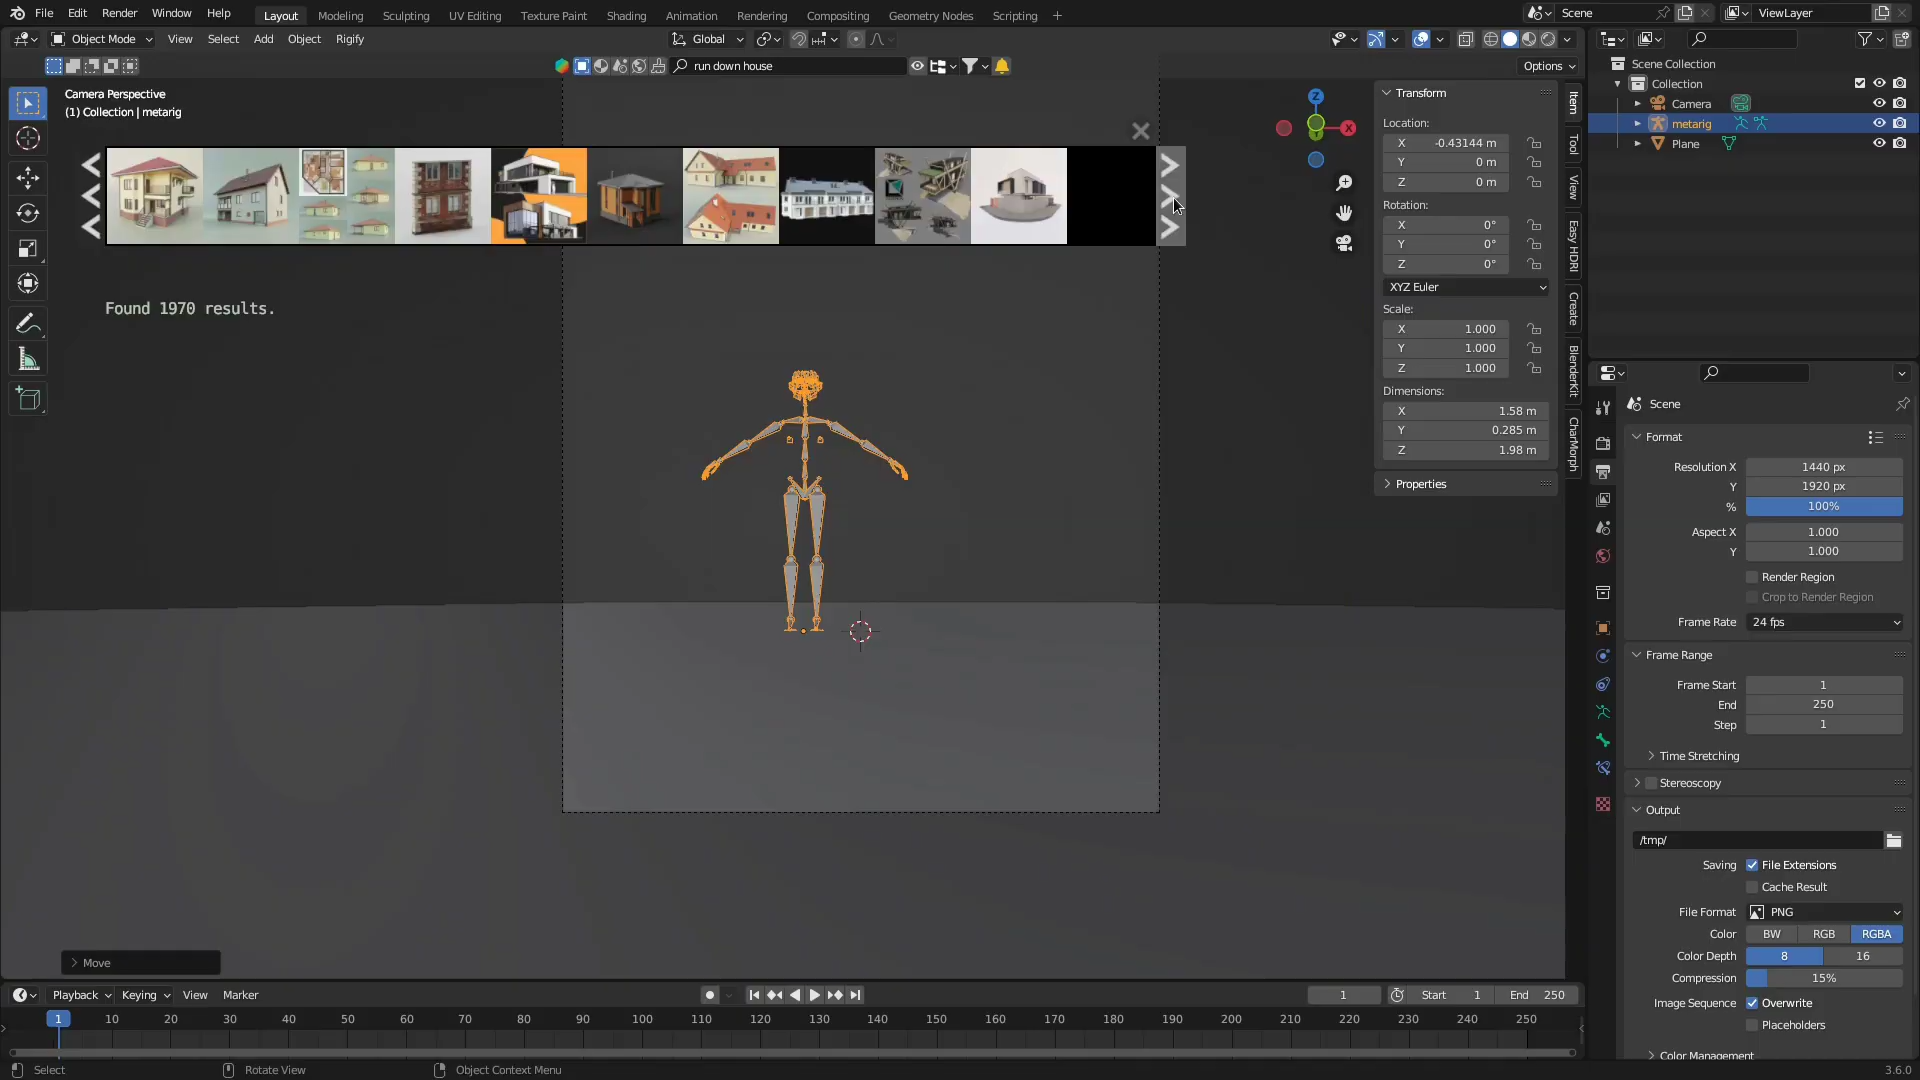 File Edit Render Window Help
Layout Modeling Sculpting UV Editing Texture Paint Shading Animation Rendering Compositing Geometry Nodes Scripting +
Scene
ViewLayer
Object Mode View Select Add Object Rigify
Global
run down house
Options
Camera Perspective
(1) Collection | metarig
Found 1970 results.
Z
X
Transform
Location:
X -0.43144 m
Y 0 m
Z 0 m
Rotation:
X 0°
Y 0°
Z 0°
XYZ Euler
Scale:
X 1.000
Y 1.000
Z 1.000
Dimensions:
X 1.58 m
Y 0.285 m
Z 1.98 m
Properties
Item
Tool
View
Easy HDRI
Create
BlenderKit
CharMorph
Scene Collection
Collection
Camera
metarig
Plane
Scene
Format
Resolution X 1440 px
Y 1920 px
% 100%
Aspect X 1.000
Y 1.000
Render Region
Crop to Render Region
Frame Rate 24 fps
Frame Range
Frame Start 1
End 250
Step 1
Time Stretching
Stereoscopy
Output
/tmp/
Saving File Extensions
Cache Result
File Format PNG
Color BW RGB RGBA
Color Depth 8 16
Compression 15%
Image Sequence Overwrite
Placeholders
Color Management
Move
Playback Keying View Marker
1 Start 1 End 250
1 10 20 30 40 50 60 70 80 90 100 110 120 130 140 150 160 170 180 190 200 210 220 230 240 250
Select Rotate View Object Context Menu
3.6.0